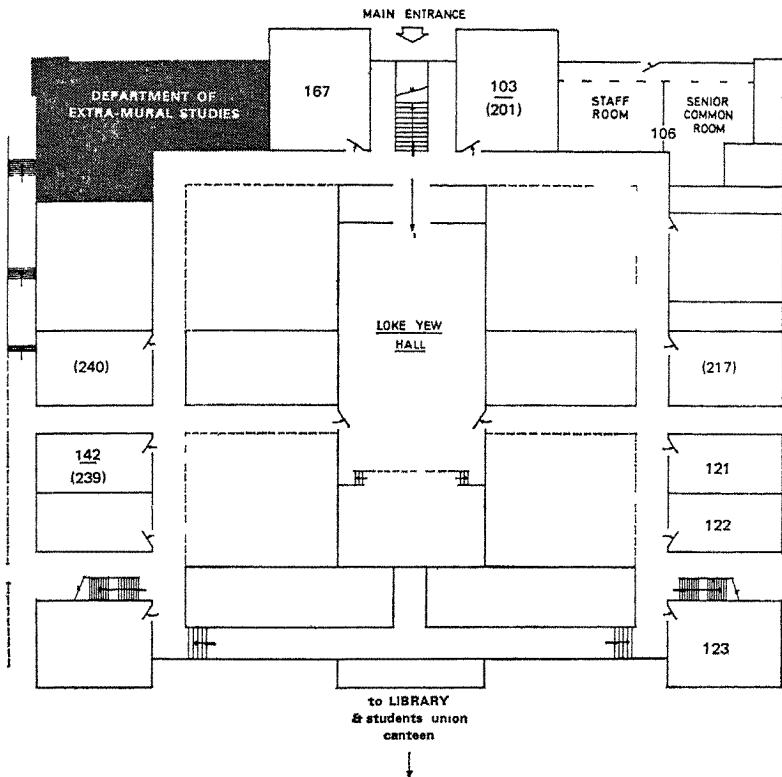 MAIN ENTRANCE
DEPARTMENT OF
EXTRA-MURAL STUDIES
167
103
(201)
STAFF
ROOM
106
SENIOR
COMMON
ROOM
LOKE YEW
HALL
(240)
(217)
142
(239)
121
122
123
to LIBRARY
& students union
canteen